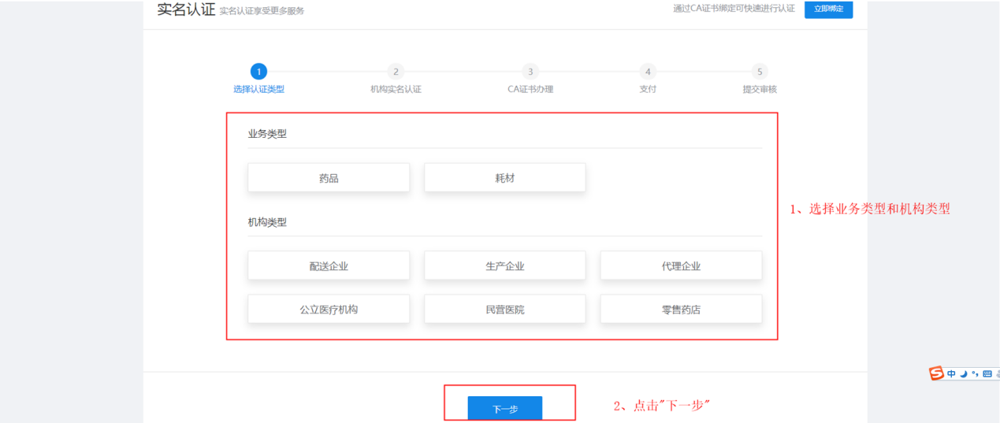 实名认证 实名认证享受更多服务 通过CA证书绑定可快速进行认证 立即绑定
1 2 3 4 5
选择认证类型 机构实名认证 CA证书办理 支付 提交审核
业务类型
药品 耗材
1、选择业务类型和机构类型
机构类型
配送企业 生产企业 代理企业
公立医疗机构 民营医院 零售药店
中
下一步 2、点击"下一步"